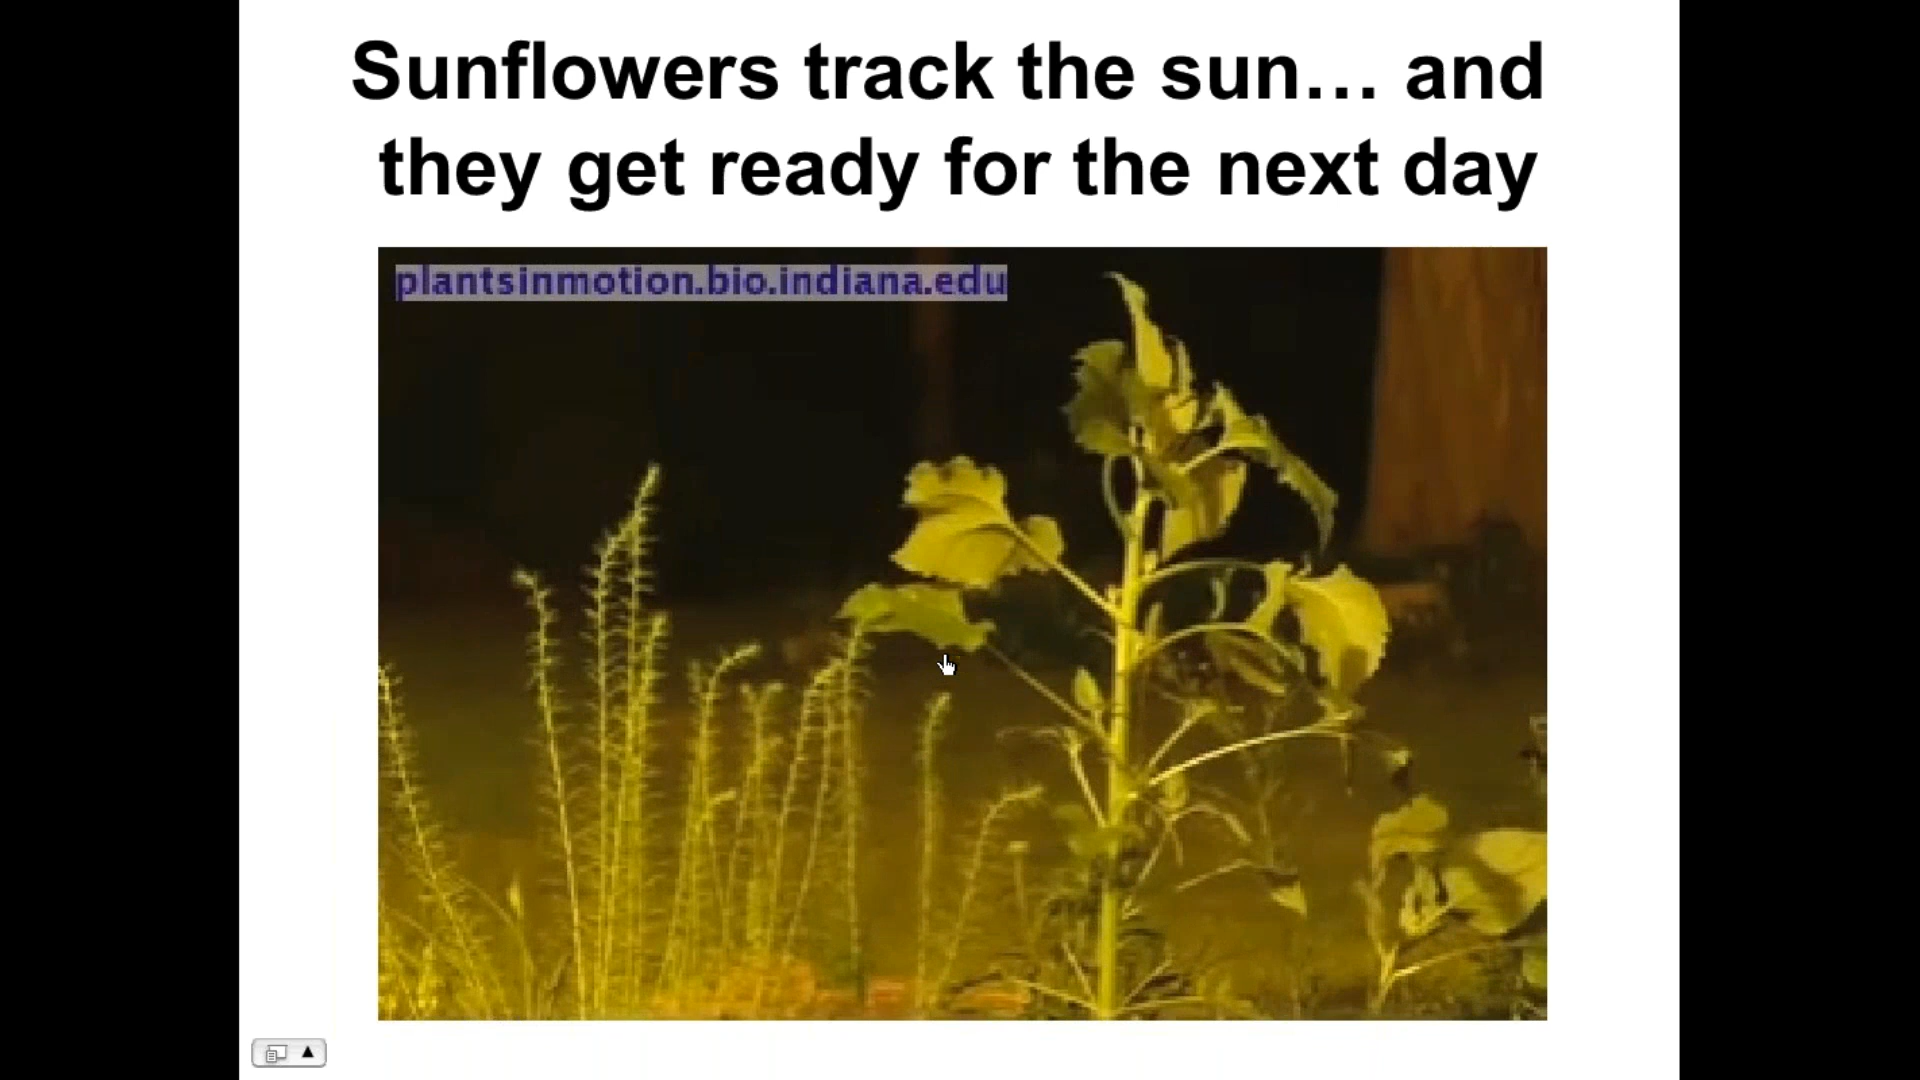 Sunflowers track the sun... and
they get ready for the next day
plantsinmotion.bio.indiana.edu